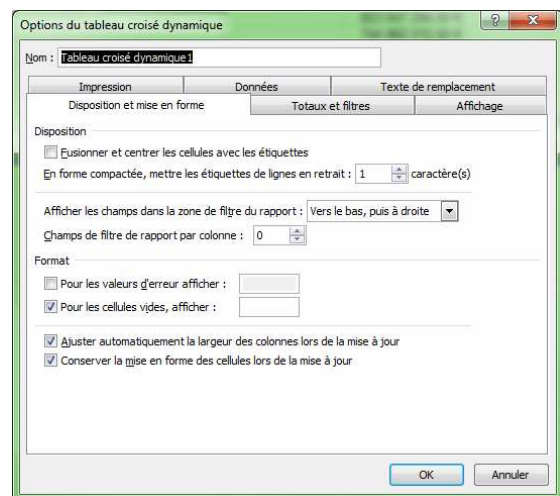 Options du tableau croisé dynamique
Nom : Tableau croisé dynamique1
Impression Données Texte de remplacement
Disposition et mise en forme Totaux et filtres Affichage
Disposition
Fusionner et centrer les cellules avec les étiquettes
En forme compactée, mettre les étiquettes de lignes en retrait : 1 caractère(s)
Afficher les champs dans la zone de filtre du rapport : Vers le bas, puis à droite
Champs de filtre de rapport par colonne : 0
Format
Pour les valeurs d'erreur afficher :
Pour les cellules vides, afficher :
Ajuster automatiquement la largeur des colonnes lors de la mise à jour
Conserver la mise en forme des cellules lors de la mise à jour
OK Annuler